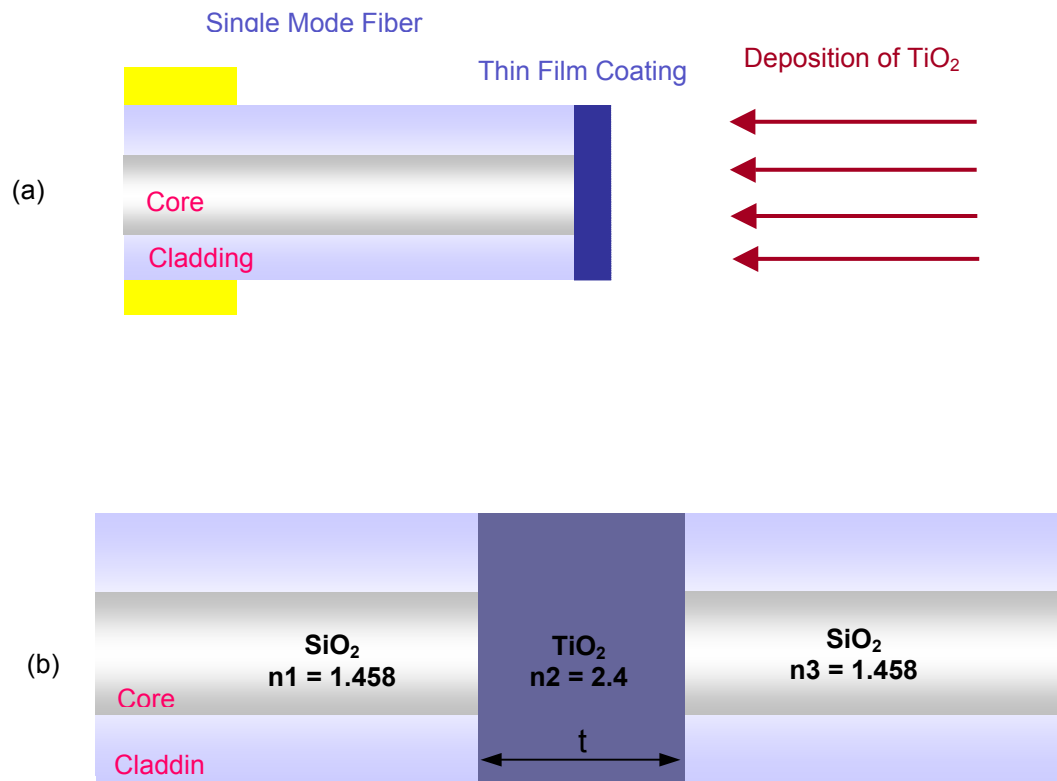 Single Mode Fiber
Thin Film Coating
Deposition of TiO₂
(a)
Core
Cladding
(b)
SiO₂
n1 = 1.458
TiO₂
n2 = 2.4
SiO₂
n3 = 1.458
Core
t
Claddin